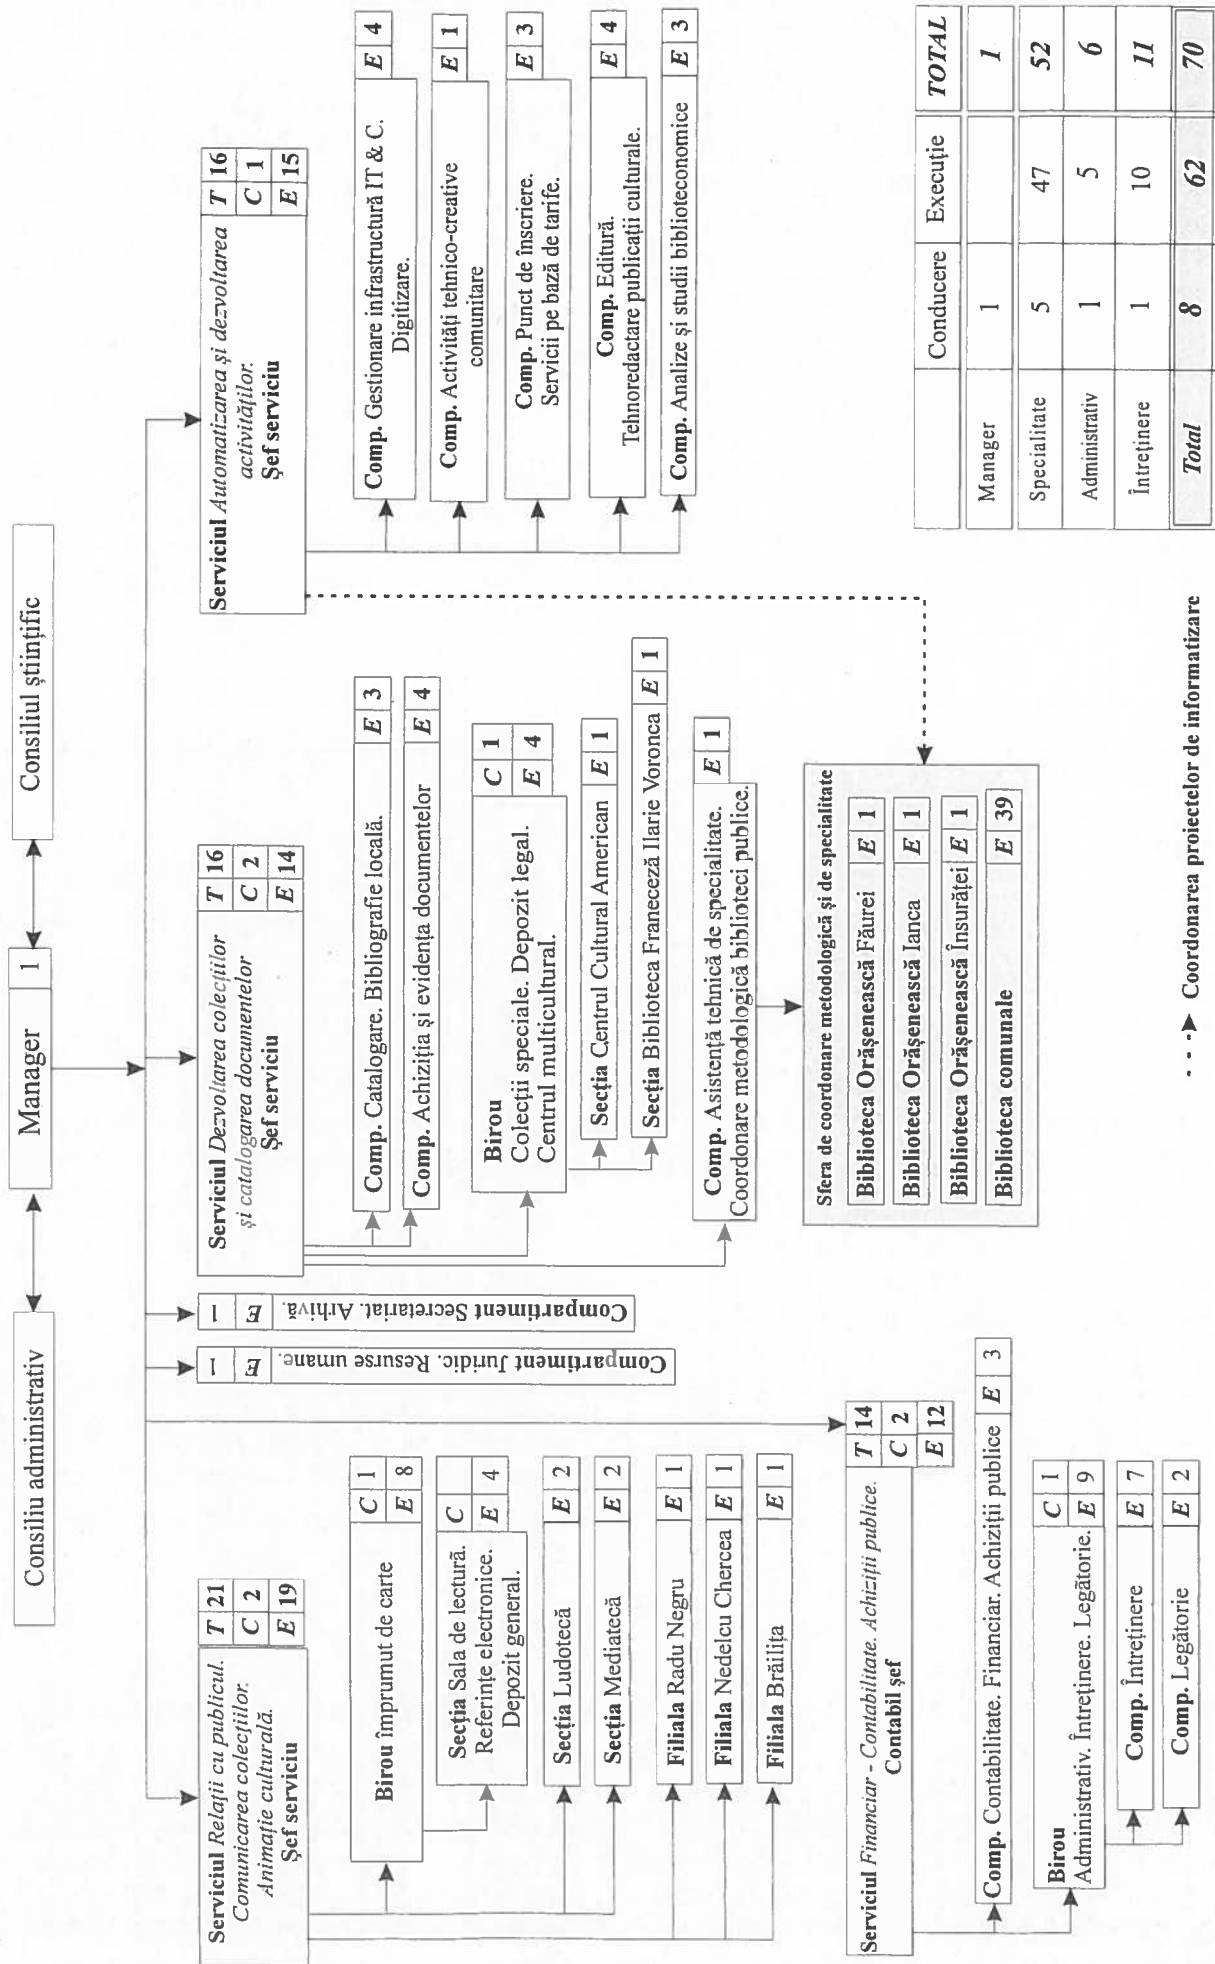 Consiliu administrativ
Manager 1
Consiliul științific
Serviciul Relații cu publicul.
Comunicarea colecțiilor.
Animație culturală.
Șef serviciu
T 21
C 2
E 19
Birou împrumut de carte
C 1
E 8
Secția Sala de lectură.
Referințe electronice.
Depozit general.
C
E 4
Secția Ludotecă E 2
Secția Mediatecă E 2
Filiala Radu Negru E 1
Filiala Nedelcu Chercea E 1
Filiala Brăilița E 1
Compartiment Juridic. Resurse umane. E 1
Compartiment Secretariat. Arhivă. E 1
Serviciul Dezvoltarea colecțiilor
și catalogarea documentelor
Șef serviciu
T 16
C 2
E 14
Comp. Catalogare. Bibliografie locală. E 3
Comp. Achiziția și evidența documentelor E 4
Birou
Colecții speciale. Depozit legal.
Centrul multicultural.
C 1
E 4
Secția Centrul Cultural American E 1
Secția Biblioteca Franeceză Ilarie Voronca E 1
Comp. Asistență tehnică de specialitate.
Coordonare metodologică biblioteci publice.
E 1
Sfera de coordonare metodologică și de specialitate
Biblioteca Orășenească Făurei E 1
Biblioteca Orășenească Ianca E 1
Biblioteca Orășenească Însurăței E 1
Biblioteca comunale E 39
Serviciul Automatizarea și dezvoltarea
activităților.
Șef serviciu
T 16
C 1
E 15
Comp. Gestionare infrastructură IT & C.
Digitizare.
E 4
Comp. Activități tehnico-creative
comunitare
E 1
Comp. Punct de înscriere.
Servicii pe bază de tarife.
E 3
Comp. Editură.
Tehnoredactare publicații culturale.
E 4
Comp. Analize și studii biblioteconomice E 3
Serviciul Financiar - Contabilitate. Achiziții publice.
Contabil șef
T 14
C 2
E 12
Comp. Contabilitate. Financiar. Achiziții publice E 3
Birou
Administrativ. Întreținere. Legătorie.
C 1
E 9
Comp. Întreținere E 7
Comp. Legătorie E 2
Coordonarea proiectelor de informatizare
Conducere Execuție TOTAL
Manager 1 1
Specialitate 5 47 52
Administrativ 1 5 6
Întreținere 1 10 11
Total 8 62 70